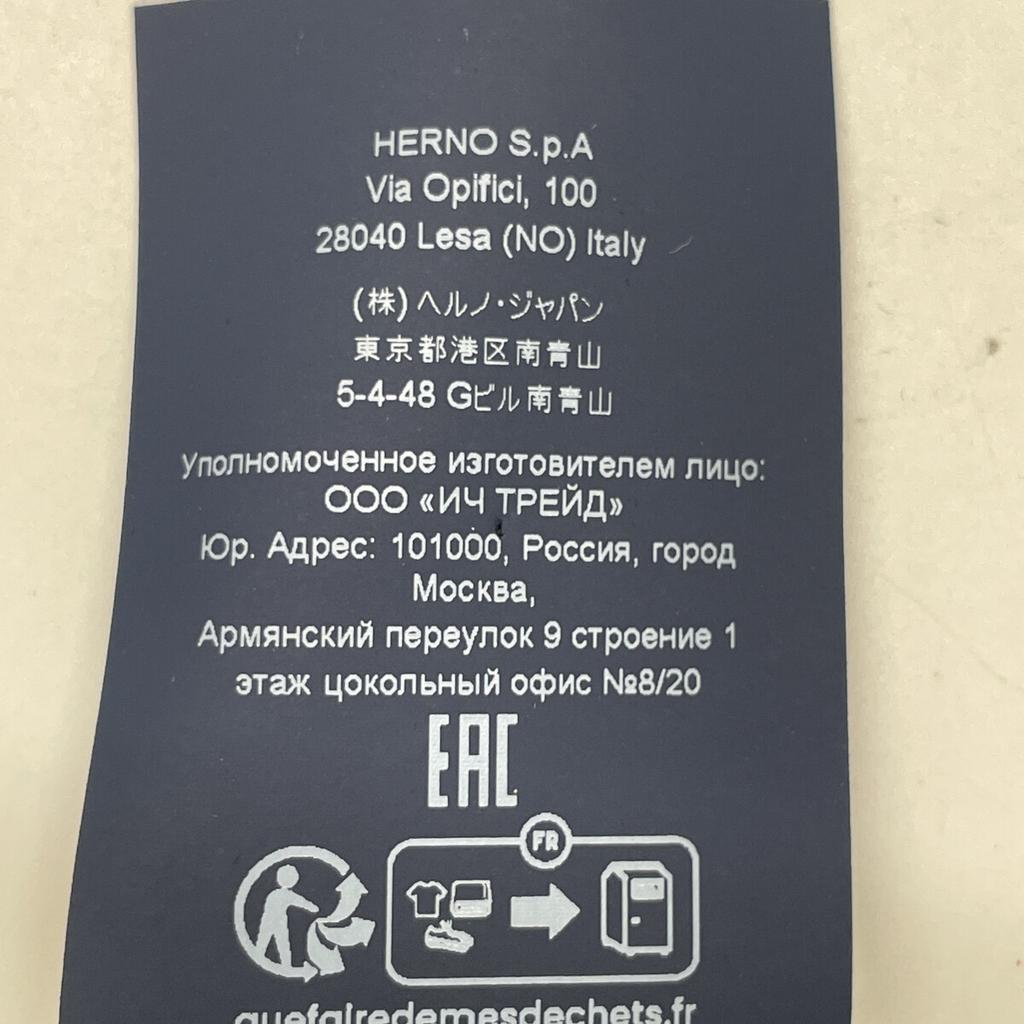 HERNO S.p.A
Via Opifici, 100
28040 Lesa (NO) Italy
(株)ヘルノ・ジャパン
東京都港区南青山
5-4-48 Gビル南青山
Уполномоченное изготовителем лицо:
ООО «ИЧ ТРЕЙД»
Юр. Адрес: 101000, Россия, город
Москва,
Армянский переулок 9 строение 1
этаж цокольный офис №8/20
EAC
FR
quefairedemesdechets.fr